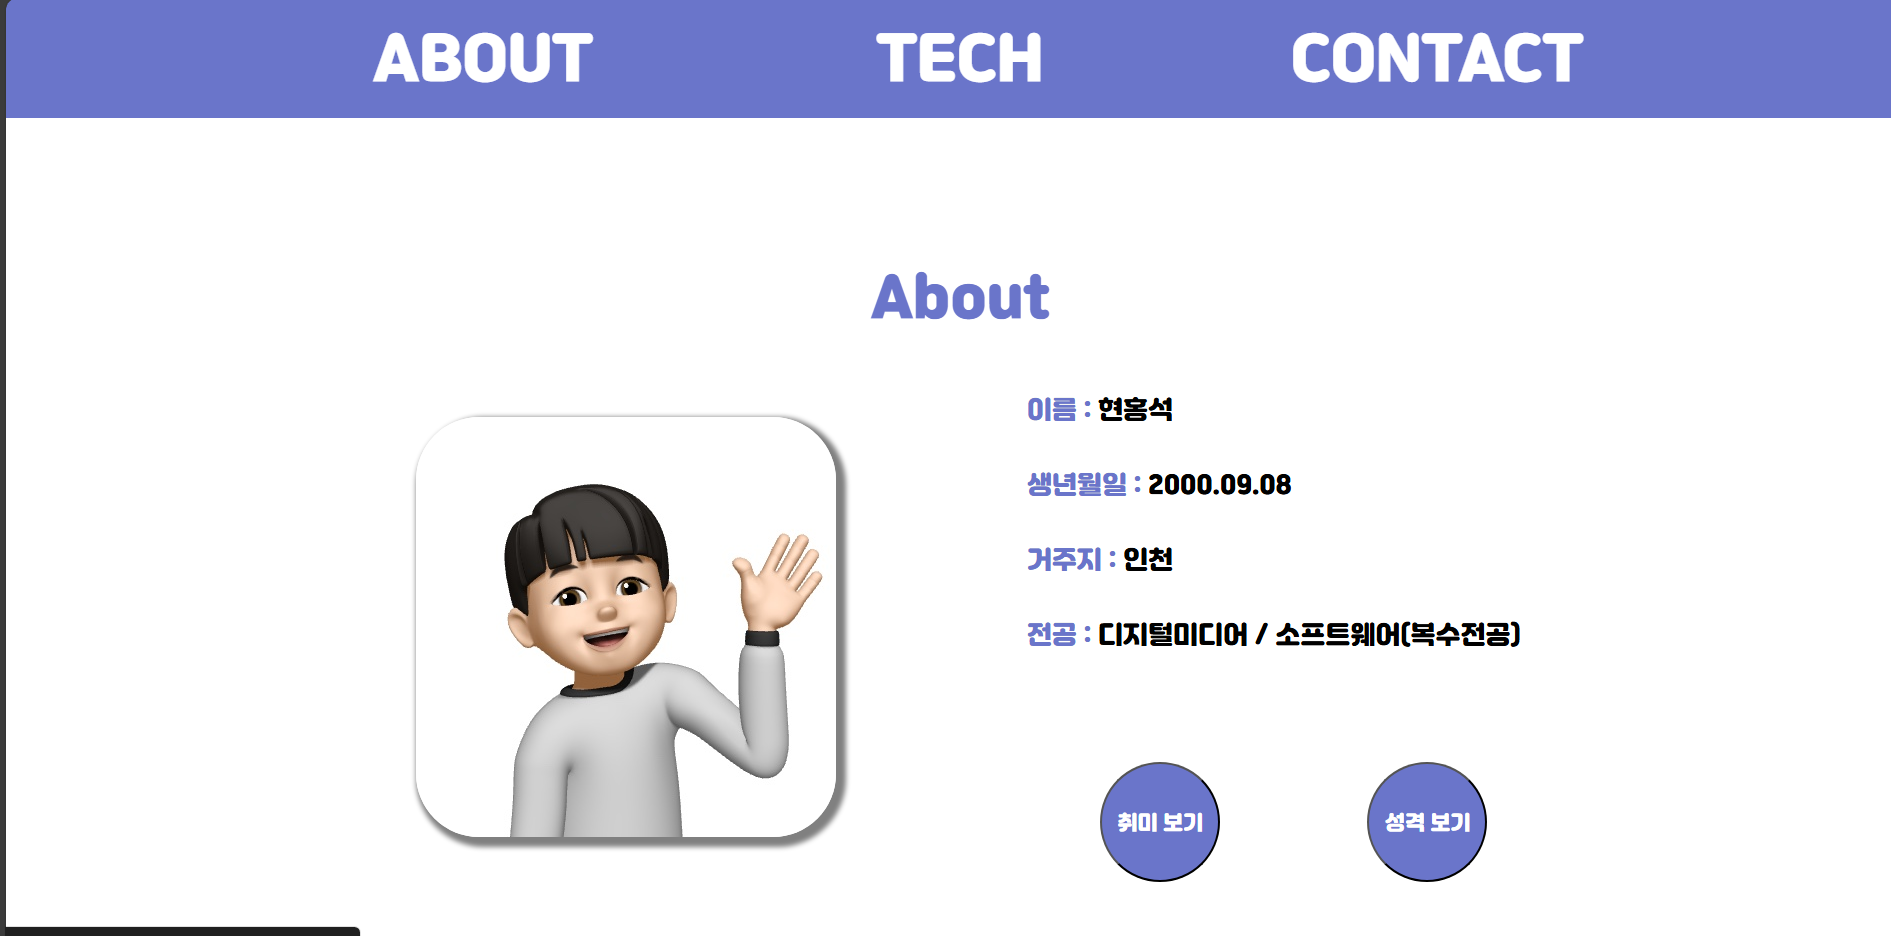 ABOUT TECH CONTACT
About
이름 : 현홍석
생년월일 : 2000.09.08
거주지 : 인천
전공 : 디지털미디어 / 소프트웨어(복수전공)
취미 보기 성격 보기